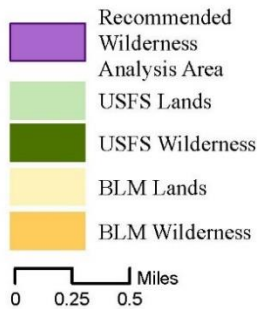 Recommended
Wilderness
Analysis Area
USFS Lands
USFS Wilderness
BLM Lands
BLM Wilderness
Miles
0 0.25 0.5